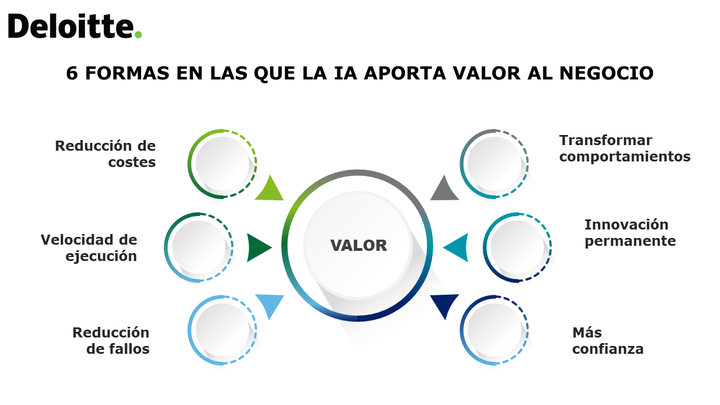 Deloitte.
6 FORMAS EN LAS QUE LA IA APORTA VALOR AL NEGOCIO
Reducción de
costes
Velocidad de
ejecución
Reducción
de fallos
VALOR
Transformar
comportamientos
Innovación
permanente
Más
confianza